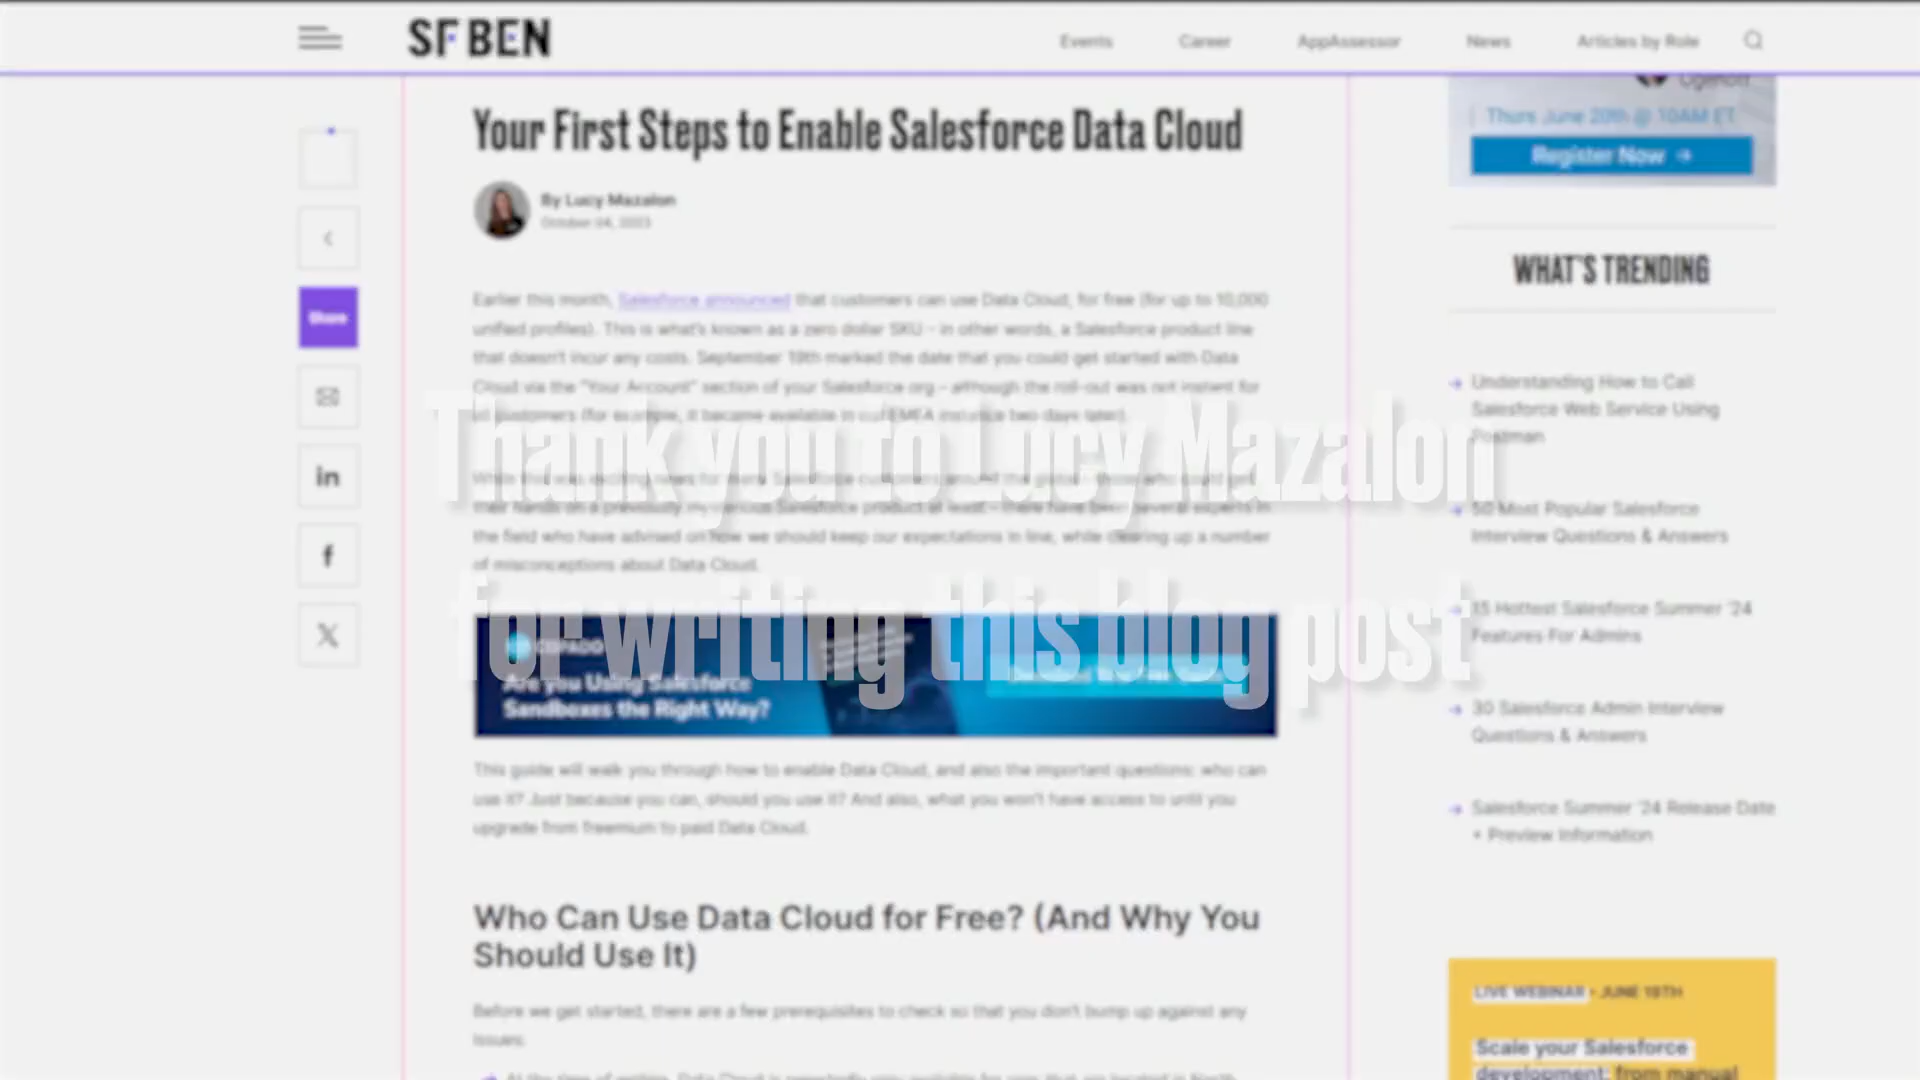 SF BEN
Events
Career
AppAssessor
News
Articles by Role
Your First Steps to Enable Salesforce Data Cloud
By Lucy Mazalon
October 04, 2023
Earlier this month, Salesforce announced that customers can use Data Cloud, for free (for up to 10,000
unified profiles). This is what's known as a zero dollar SKU – in other words, a Salesforce product line
that doesn't incur any costs. September 19th marked the date that you could get started with Data
Cloud via the "Your Account" section of your Salesforce org – although the roll-out was not instant for
all customers (for example, it became available in our EMEA instance two days later).
Thank you to Lucy Mazalon
for writing this blog post
While this was exciting news for many Salesforce customers around the globe – those who could get
their hands on a previously mysterious Salesforce product at least – there have been several experts in
the field who have advised on how we should keep our expectations in line, while clearing up a number
of misconceptions about Data Cloud.
Are you Using Salesforce
Sandboxes the Right Way?
This guide will walk you through how to enable Data Cloud, and also the important questions: who can
use it? Just because you can, should you use it? And also, what you won't have access to until you
upgrade from freemium to paid Data Cloud.
Who Can Use Data Cloud for Free? (And Why You
Should Use It)
Before we get started, there are a few prerequisites to check so that you don't bump up against any
issues:
Share
in
f
X
Thurs June 20th @ 10AM ET
Register Now →
WHAT'S TRENDING
Understanding How to Call
Salesforce Web Service Using
Postman
50 Most Popular Salesforce
Interview Questions & Answers
15 Hottest Salesforce Summer '24
Features For Admins
30 Salesforce Admin Interview
Questions & Answers
Salesforce Summer '24 Release Date
+ Preview Information
LIVE WEBINAR • JUNE 18TH
Scale your Salesforce
development: from manual